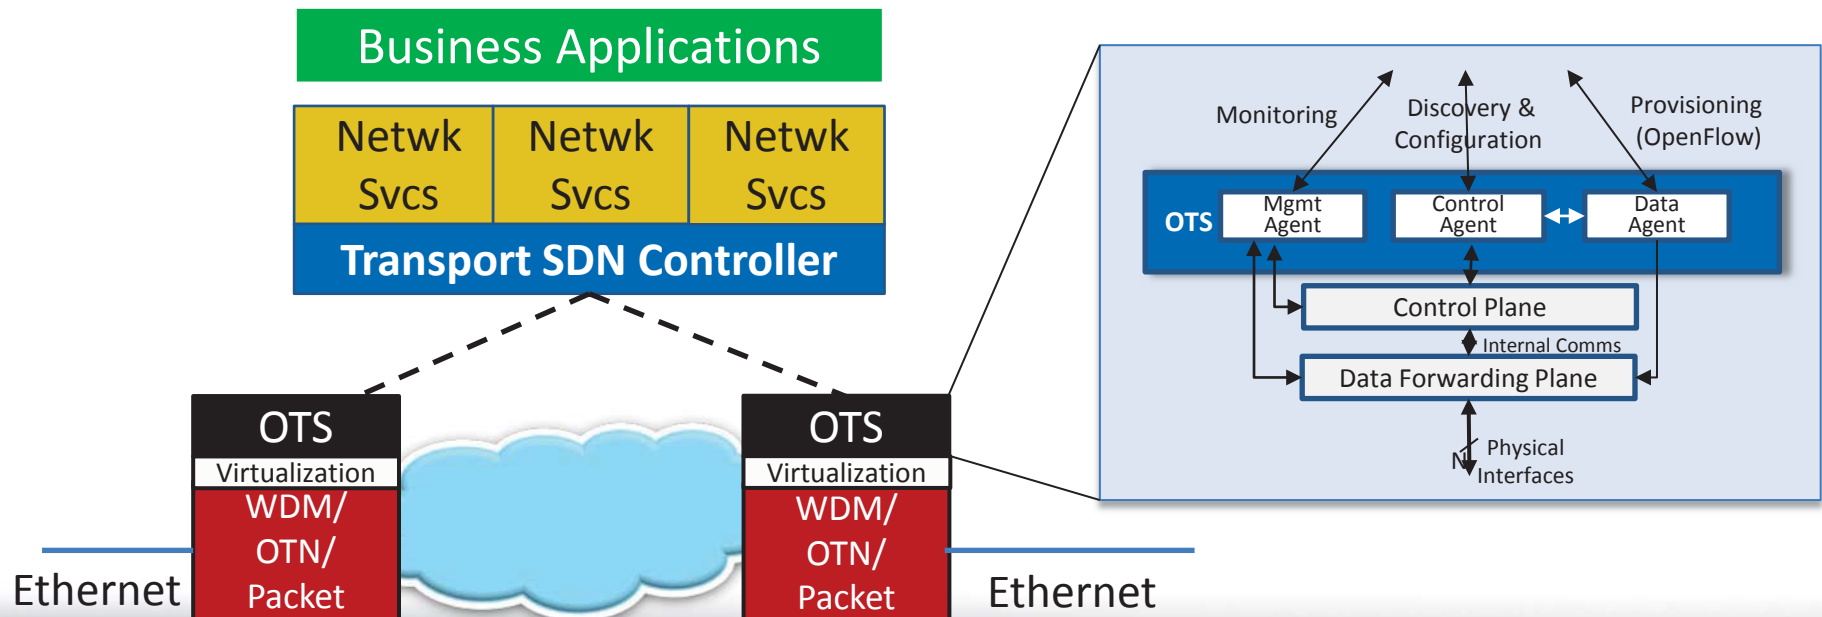 Business Applications
Netwk
Svcs
Netwk
Svcs
Netwk
Svcs
Transport SDN Controller
OTS
Virtualization
WDM/
OTN/
Packet
Ethernet
OTS
Virtualization
WDM/
OTN/
Packet
Ethernet
Monitoring
Discovery &
Configuration
Provisioning
(OpenFlow)
OTS
Mgmt
Agent
Control
Agent
Data
Agent
Control Plane
Internal Comms
Data Forwarding Plane
N
Physical
Interfaces